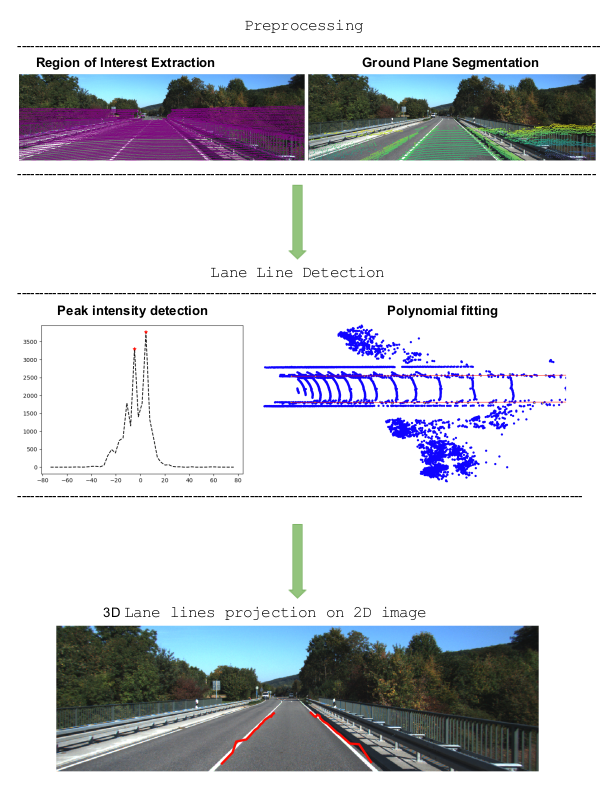 Preprocessing
Region of Interest Extraction
Ground Plane Segmentation
Lane Line Detection
Peak intensity detection
Polynomial fitting
3500
3000
2500
2000
1500
1000
500
0
−80 −60 −40 −20 0 20 40 60 80
3D Lane lines projection on 2D image